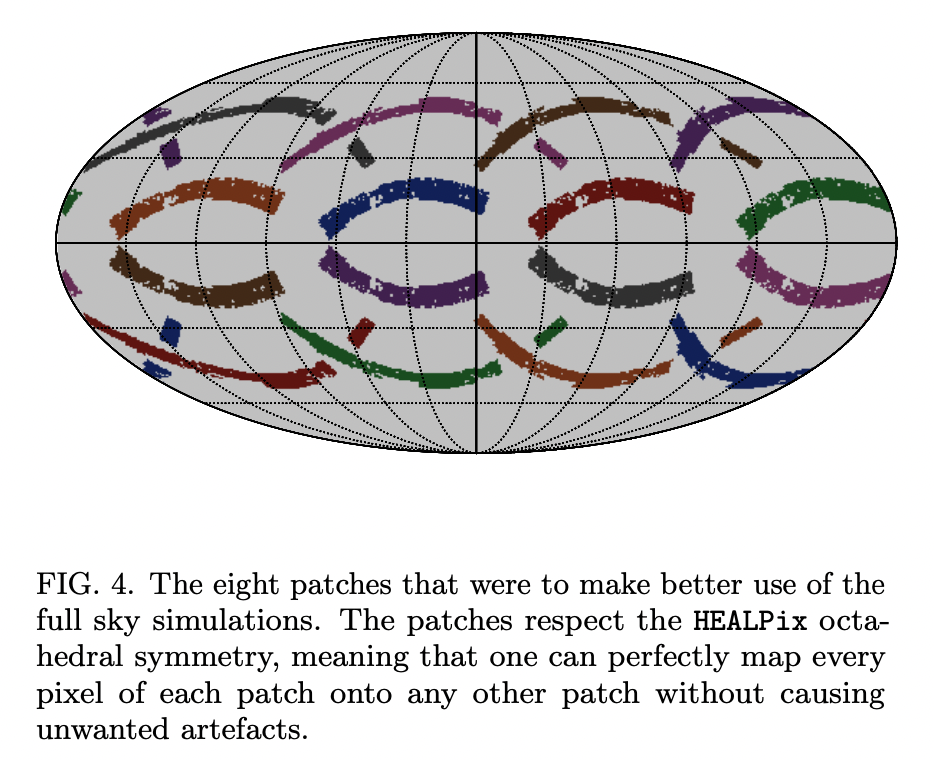 FIG. 4. The eight patches that were to make better use of the
full sky simulations. The patches respect the HEALPix octa-
hedral symmetry, meaning that one can perfectly map every
pixel of each patch onto any other patch without causing
unwanted artefacts.